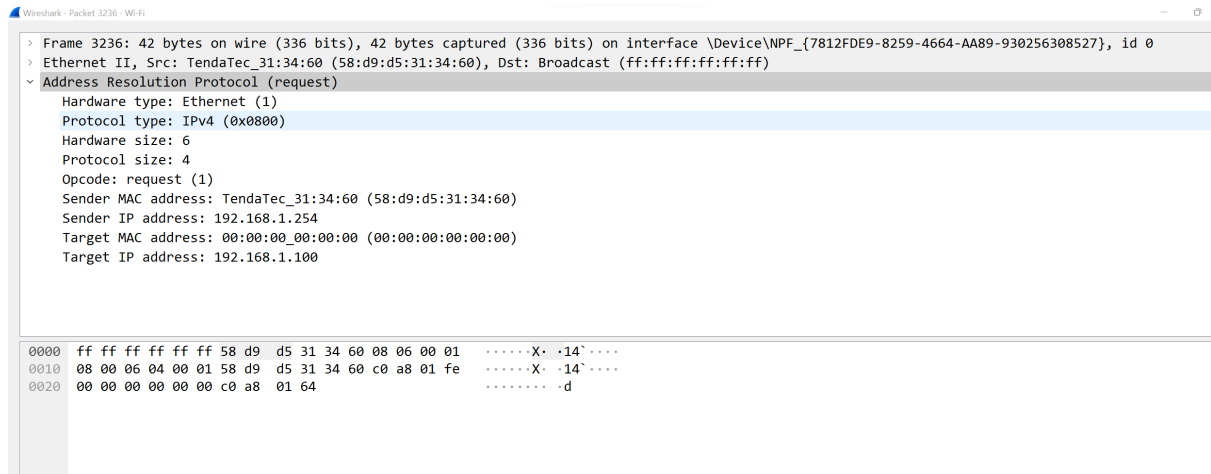 Wireshark · Packet 3236 · Wi-Fi
Frame 3236: 42 bytes on wire (336 bits), 42 bytes captured (336 bits) on interface \Device\NPF_{7812FDE9-8259-4664-AA89-930256308527}, id 0
Ethernet II, Src: TendaTec_31:34:60 (58:d9:d5:31:34:60), Dst: Broadcast (ff:ff:ff:ff:ff:ff)
Address Resolution Protocol (request)
Hardware type: Ethernet (1)
Protocol type: IPv4 (0x0800)
Hardware size: 6
Protocol size: 4
Opcode: request (1)
Sender MAC address: TendaTec_31:34:60 (58:d9:d5:31:34:60)
Sender IP address: 192.168.1.254
Target MAC address: 00:00:00_00:00:00 (00:00:00:00:00:00)
Target IP address: 192.168.1.100
0000 ff ff ff ff ff ff 58 d9 d5 31 34 60 08 06 00 01 ······X· ·14`····
0010 08 00 06 04 00 01 58 d9 d5 31 34 60 c0 a8 01 fe ······X· ·14`····
0020 00 00 00 00 00 00 c0 a8 01 64 ········ ·d